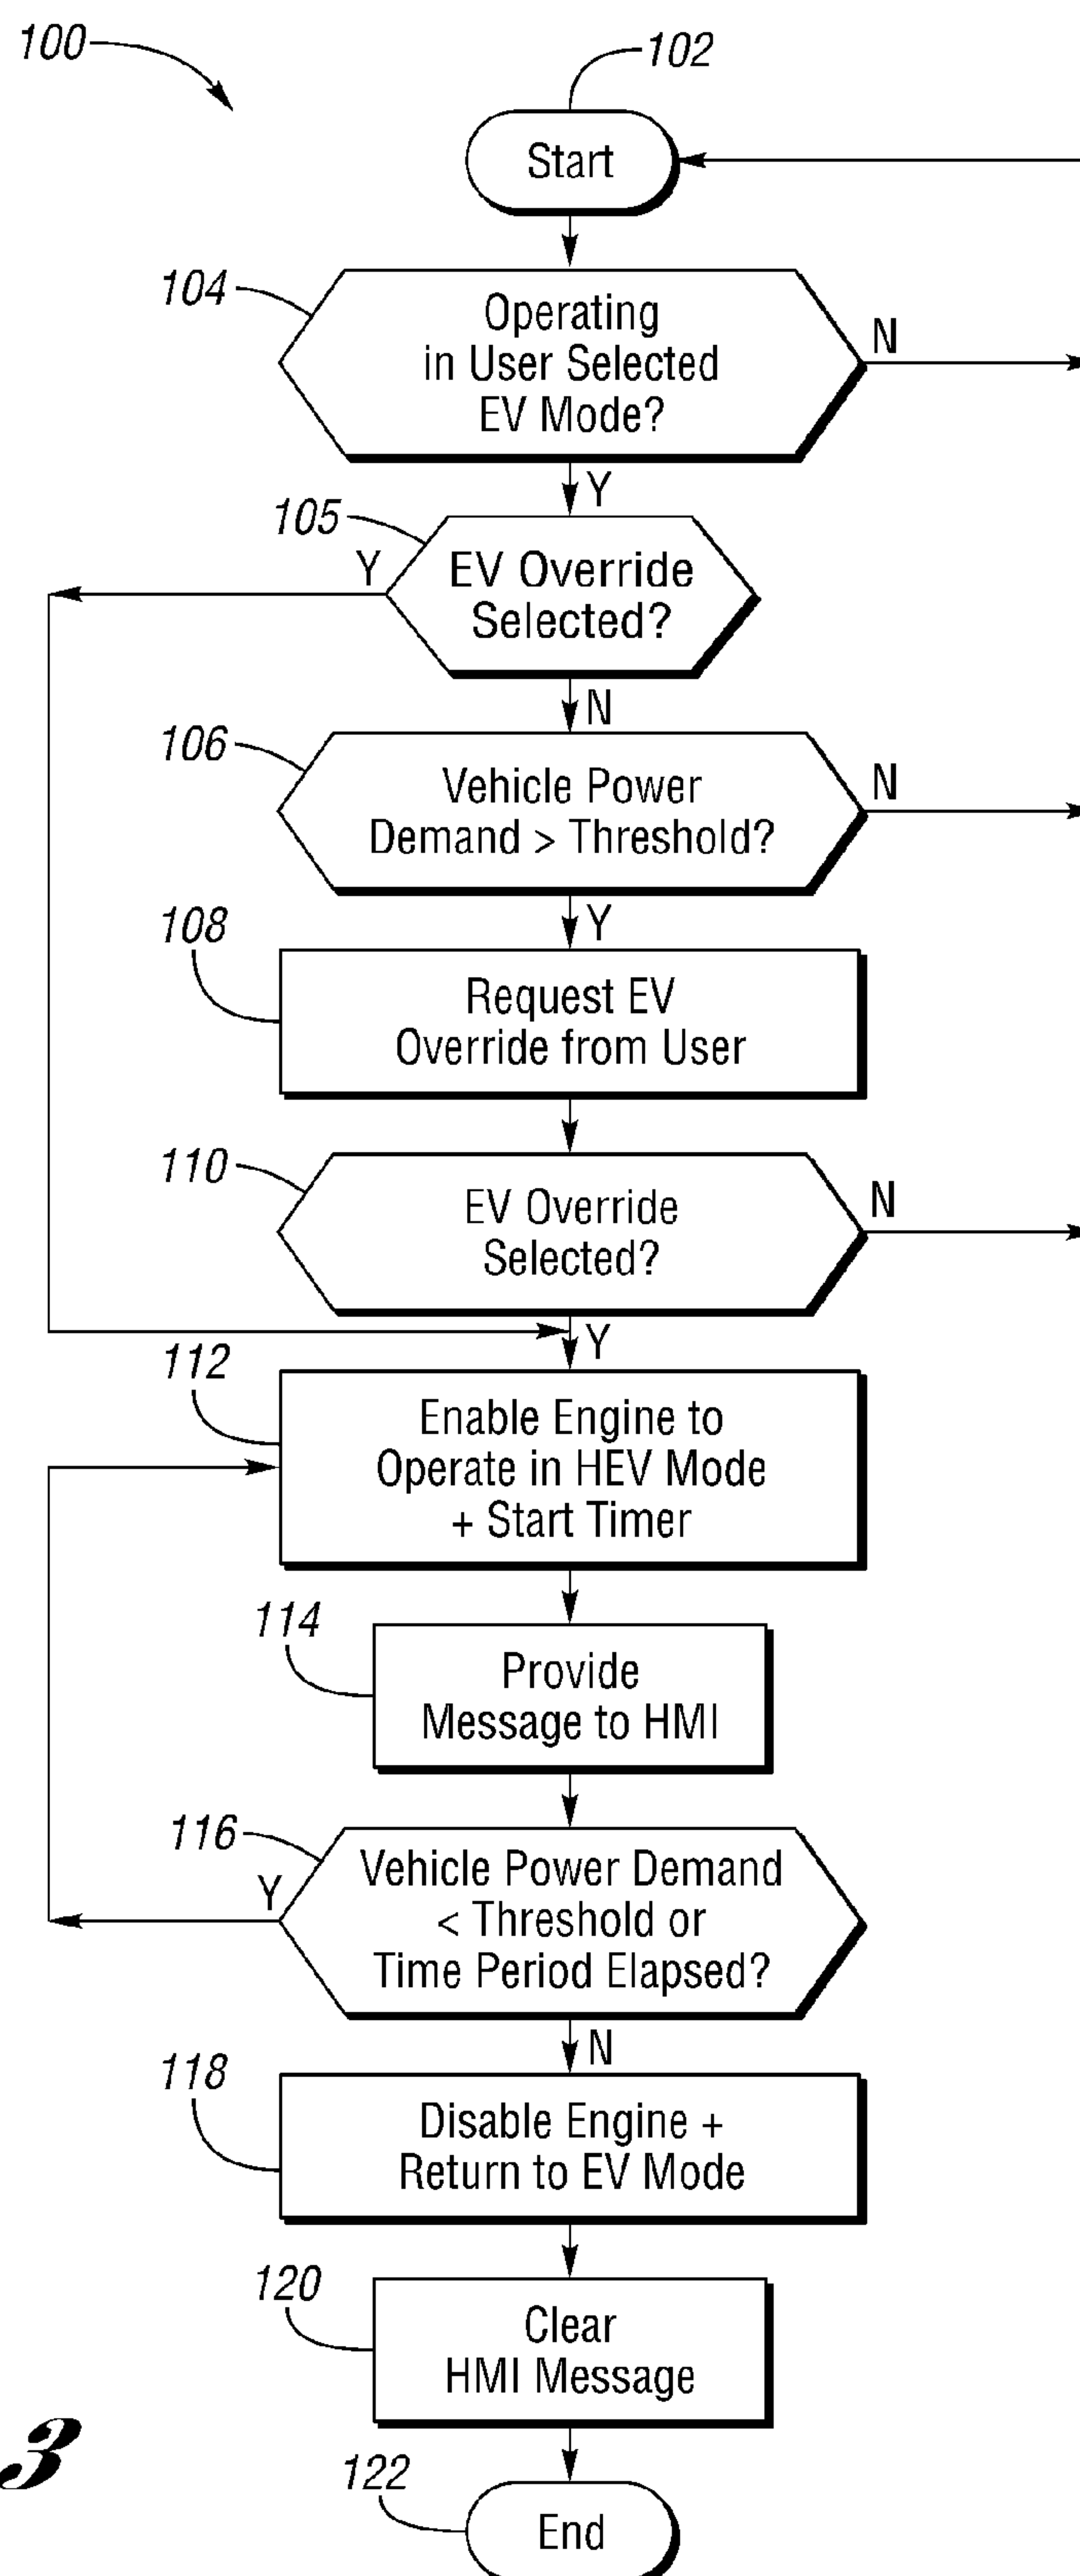 100
102
Start
104
Operating
in User Selected
EV Mode?
N
Y
105
Y
EV Override
Selected?
N
106
Vehicle Power
Demand > Threshold?
N
Y
108
Request EV
Override from User
110
EV Override
Selected?
N
Y
112
Enable Engine to
Operate in HEV Mode
+ Start Timer
114
Provide
Message to HMI
116
Y
Vehicle Power Demand
< Threshold or
Time Period Elapsed?
N
118
Disable Engine +
Return to EV Mode
120
Clear
HMI Message
3
122
End